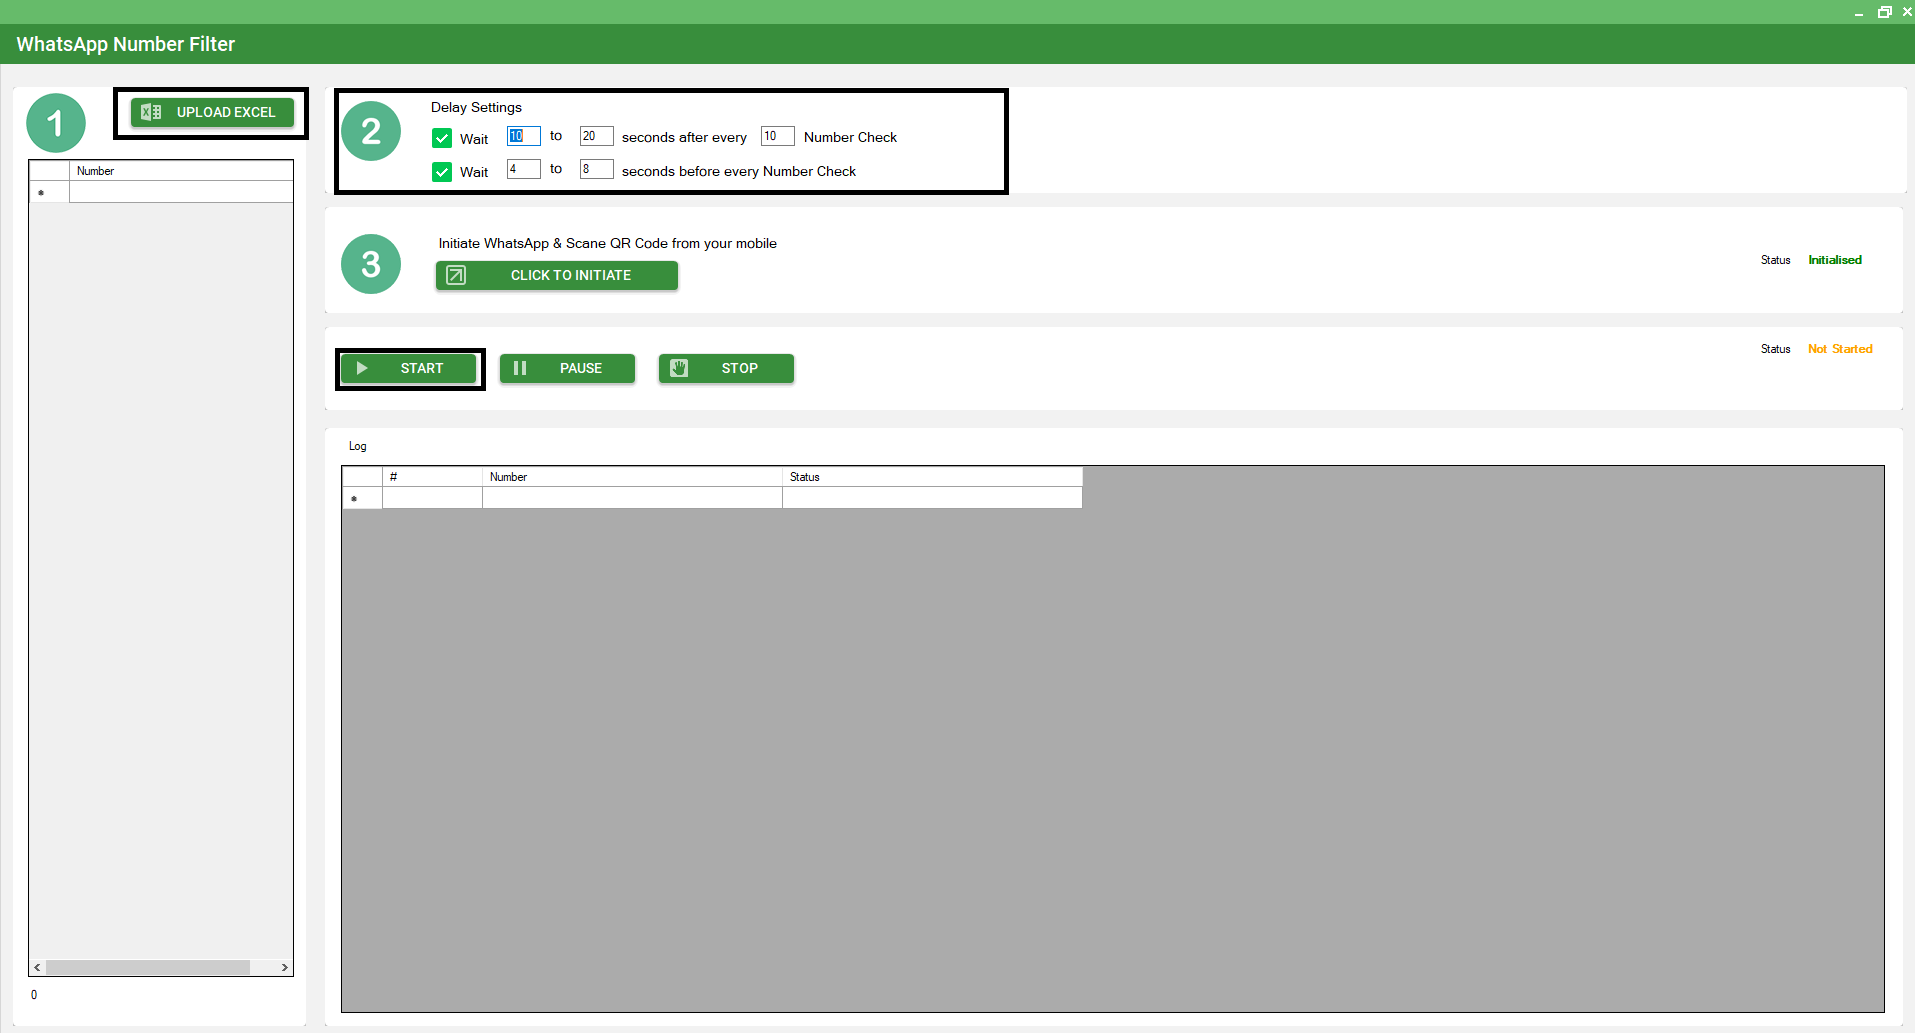 WhatsApp Number Filter
1
UPLOAD EXCEL
Number
0
2
Delay Settings
Wait 10 to 20 seconds after every 10 Number Check
Wait 4 to 8 seconds before every Number Check
3
Initiate WhatsApp & Scane QR Code from your mobile
CLICK TO INITIATE
Status Initialised
START PAUSE STOP
Status Not Started
Log
# Number Status